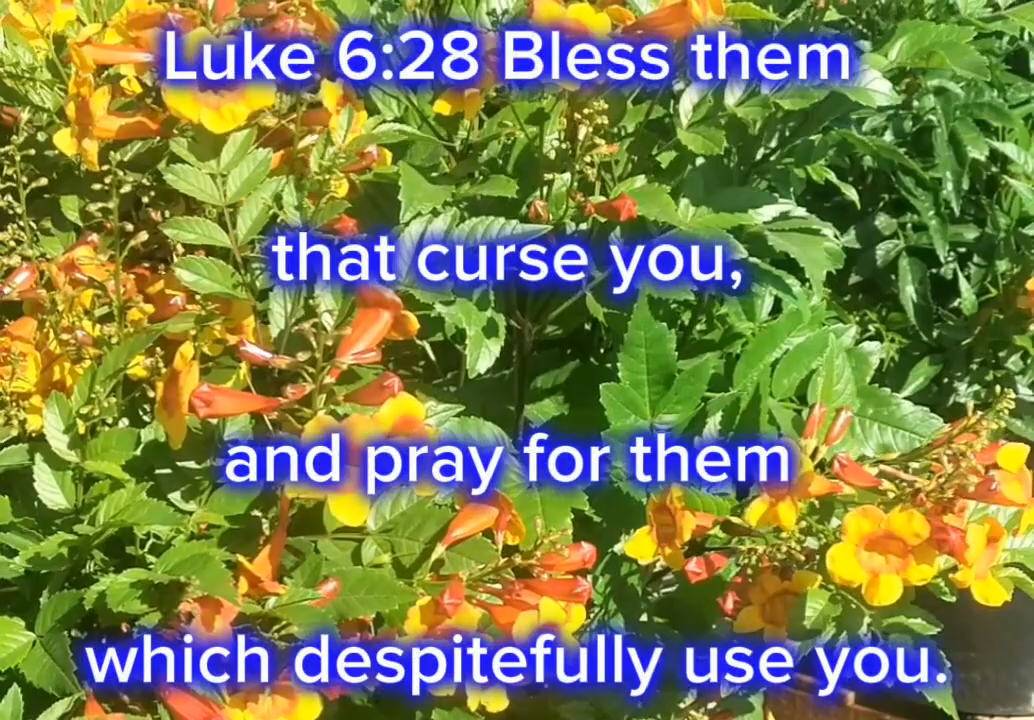 Luke 6:28 Bless them
that curse you,
and pray for them
which despitefully use you.